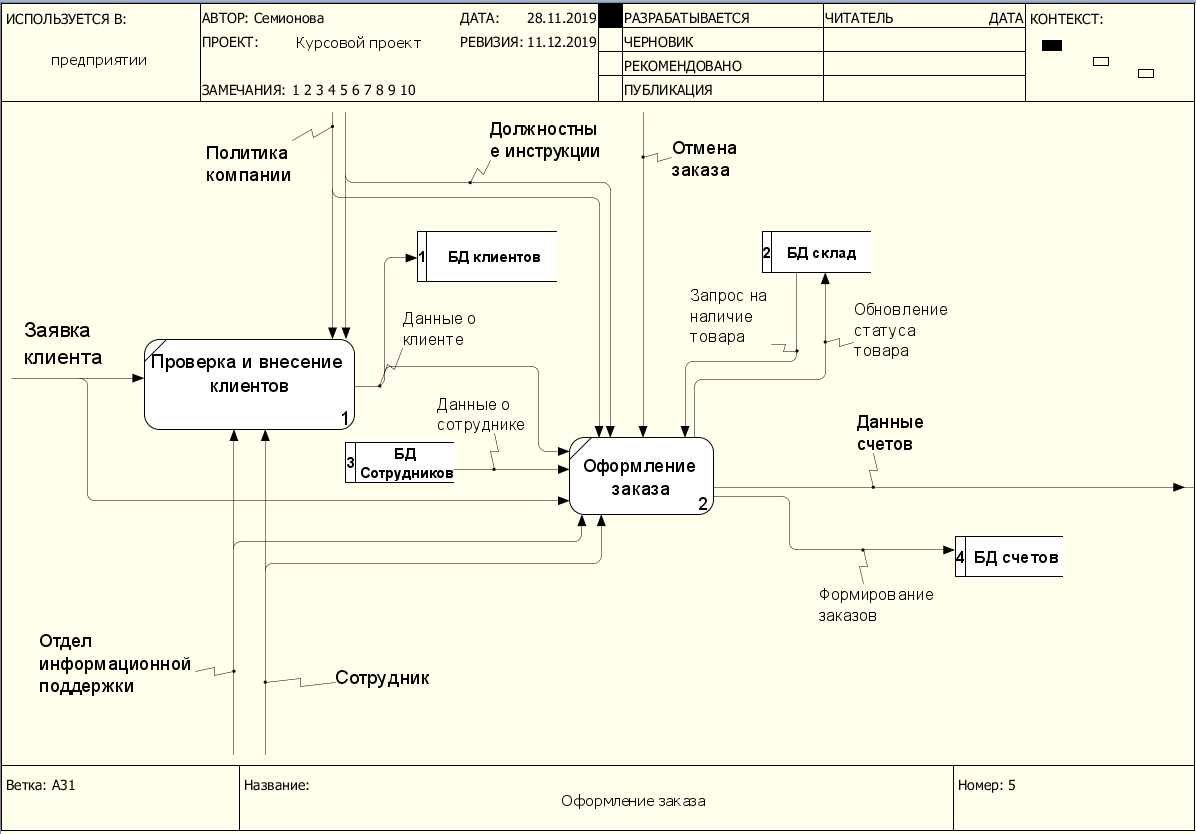 ИСПОЛЬЗУЕТСЯ В:
предприятии
АВТОР: Семионова
ДАТА: 28.11.2019
ПРОЕКТ: Курсовой проект
РЕВИЗИЯ: 11.12.2019
ЗАМЕЧАНИЯ: 1 2 3 4 5 6 7 8 9 10
РАЗРАБАТЫВАЕТСЯ
ЧЕРНОВИК
РЕКОМЕНДОВАНО
ПУБЛИКАЦИЯ
ЧИТАТЕЛЬ
ДАТА
КОНТЕКСТ:
Политика
компании
Должностны
е инструкции
Отмена
заказа
1
БД клиентов
2
БД склад
Запрос на
наличие
товара
Обновление
статуса
товара
Заявка
клиента
Данные о
клиенте
Проверка и внесение
клиентов
1
Данные о
сотруднике
3
БД
Сотрудников
Оформление
заказа
2
Данные
счетов
4
БД счетов
Формирование
заказов
Отдел
информационной
поддержки
Сотрудник
Ветка: A31
Название:
Оформление заказа
Номер: 5